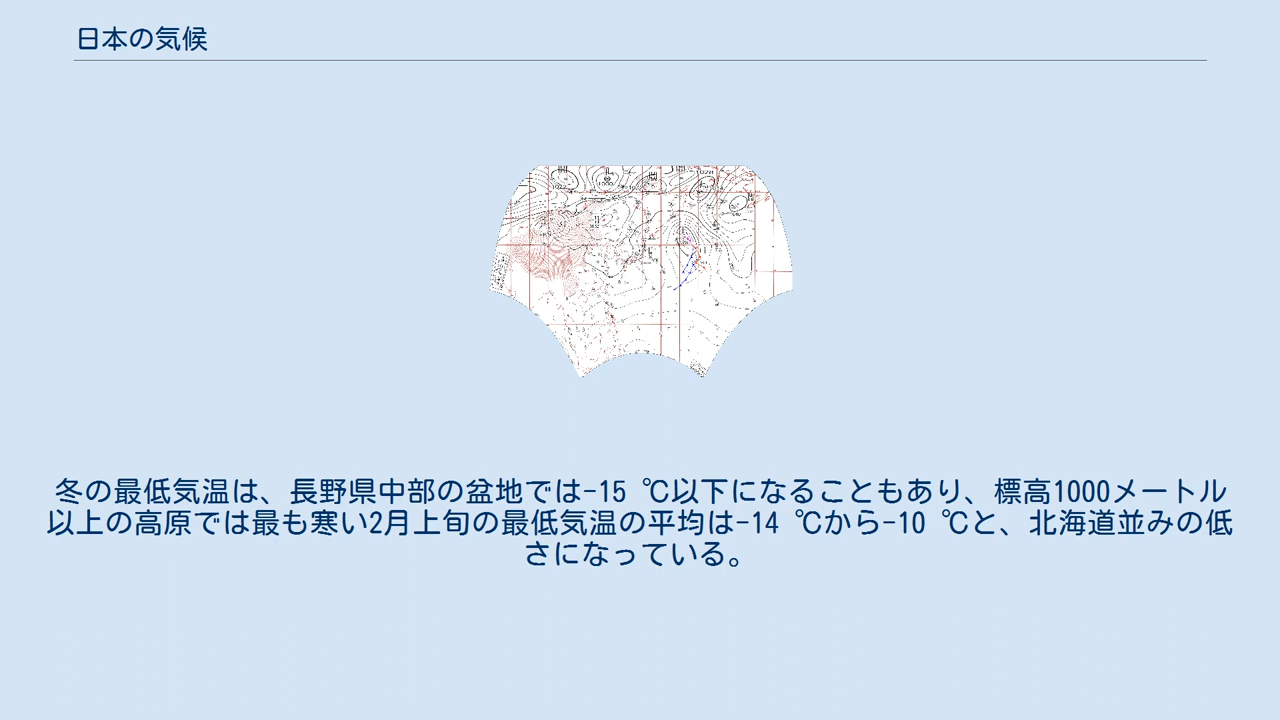 日本の気候
冬の最低気温は、長野県中部の盆地では-15 ℃以下になることもあり、標高1000メートル
以上の高原では最も寒い2月上旬の最低気温の平均は-14 ℃から-10 ℃と、北海道並みの低
さになっている。